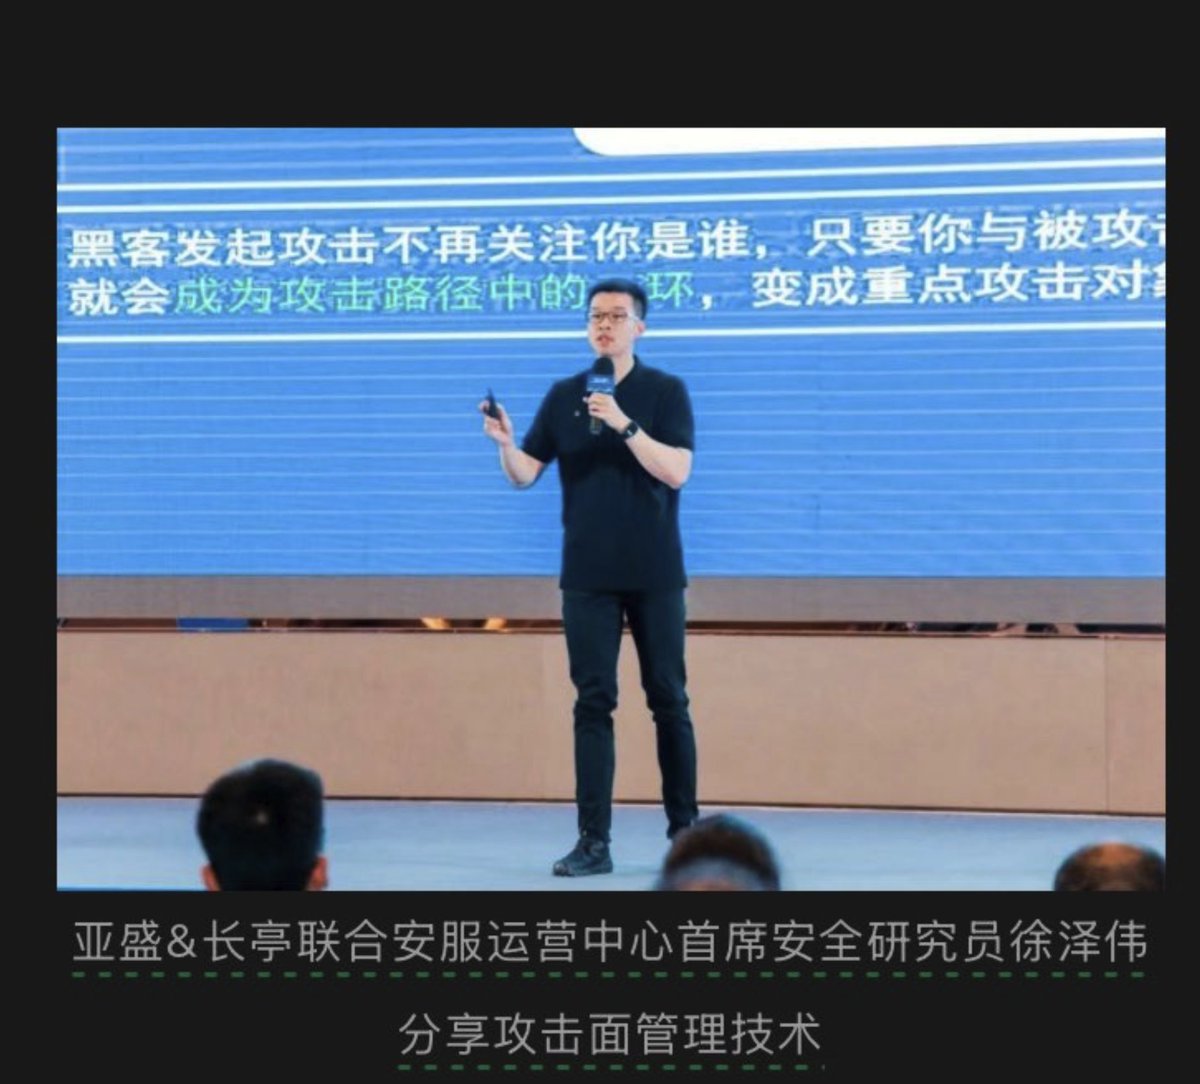 黑客发起攻击不再关注你是谁，只要你与被攻击
就会成为攻击路径中的 环，变成重点攻击对象
亚盛&长亭联合安服运营中心首席安全研究员徐泽伟
分享攻击面管理技术